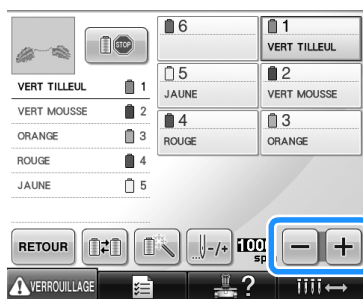 STOP
VERT TILLEUL 1
VERT MOUSSE 2
ORANGE 3
ROUGE 4
JAUNE 5
6
1
VERT TILLEUL
5
JAUNE
2
VERT MOUSSE
4
ROUGE
3
ORANGE
RETOUR
-/+
− +
VERROUILLAGE
?